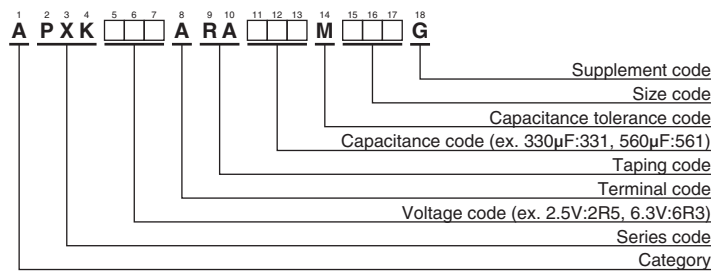 1 2 3 4 5 6 7 8 9 10 11 12 13 14 15 16 17 18
A PXK A RA M G
Supplement code
Size code
Capacitance tolerance code
Capacitance code (ex. 330µF:331, 560µF:561)
Taping code
Terminal code
Voltage code (ex. 2.5V:2R5, 6.3V:6R3)
Series code
Category